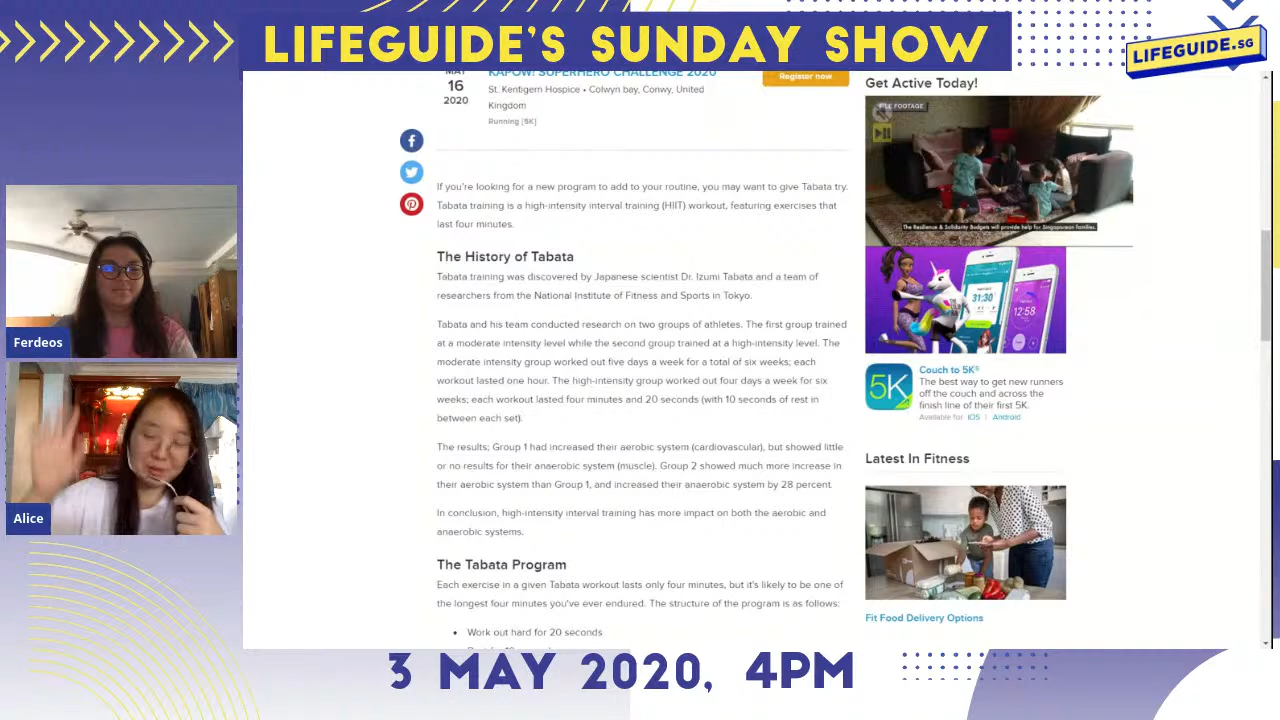 LIFEGUIDE'S SUNDAY SHOW
LIFEGUIDE.SG
MAY
16
2020
KAPOW! SUPERHERO CHALLENGE 2020
St. Kentigern Hospice • Colwyn bay, Conwy, United
Kingdom
Running [5K]
Register now
If you're looking for a new program to add to your routine, you may want to give Tabata try.
Tabata training is a high-intensity interval training (HIIT) workout, featuring exercises that
last four minutes.
The History of Tabata
Tabata training was discovered by Japanese scientist Dr. Izumi Tabata and a team of
researchers from the National Institute of Fitness and Sports in Tokyo.
Tabata and his team conducted research on two groups of athletes. The first group trained
at a moderate intensity level while the second group trained at a high-intensity level. The
moderate intensity group worked out five days a week for a total of six weeks; each
workout lasted one hour. The high-intensity group worked out four days a week for six
weeks; each workout lasted four minutes and 20 seconds (with 10 seconds of rest in
between each set).
The results; Group 1 had increased their aerobic system (cardiovascular), but showed little
or no results for their anaerobic system (muscle). Group 2 showed much more increase in
their aerobic system than Group 1, and increased their anaerobic system by 28 percent.
In conclusion, high-intensity interval training has more impact on both the aerobic and
anaerobic systems.
The Tabata Program
Each exercise in a given Tabata workout lasts only four minutes, but it's likely to be one of
the longest four minutes you've ever endured. The structure of the program is as follows:
• Work out hard for 20 seconds
Get Active Today!
FILE FOOTAGE
The Resilience & Solidarity Budgets will provide help for Singaporean families.
31:30
12:58
5K
Couch to 5K®
The best way to get new runners
off the couch and across the
finish line of their first 5K.
Available for iOS | Android
Latest In Fitness
Fit Food Delivery Options
Ferdeos
Alice
3 MAY 2020, 4PM